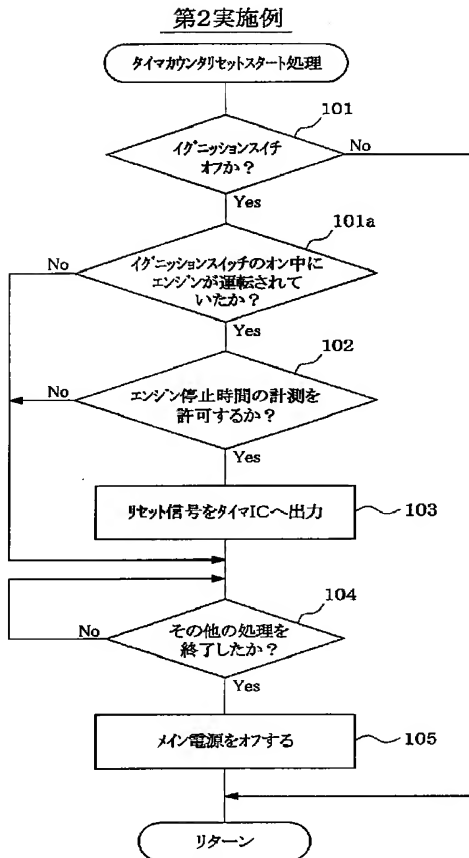 第2実施例
タイマカウンタリセットスタート処理
101
イグニッションスイチ
オフか？
No
Yes
101a
No
イグニッションスイッチのオン中に
エンジンが運転されて
いたか？
Yes
102
No
エンジン停止時間の計測を
許可するか？
Yes
リセット信号をタイマICへ出力
103
104
No
その他の処理を
終了したか？
Yes
メイン電源をオフする
105
リターン